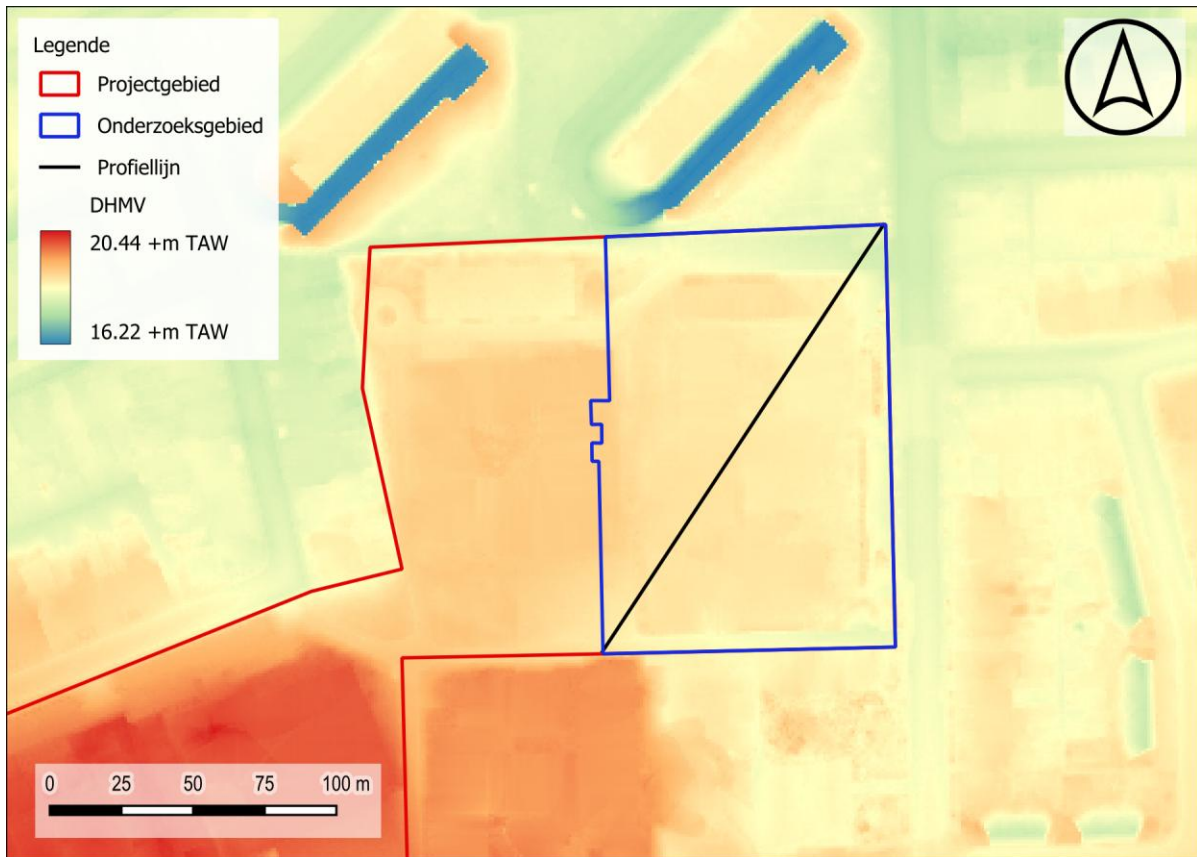 Legende
Projectgebied
Onderzoeksgebied
Profiellijn
DHMV
20.44 +m TAW
16.22 +m TAW
0 25 50 75 100 m